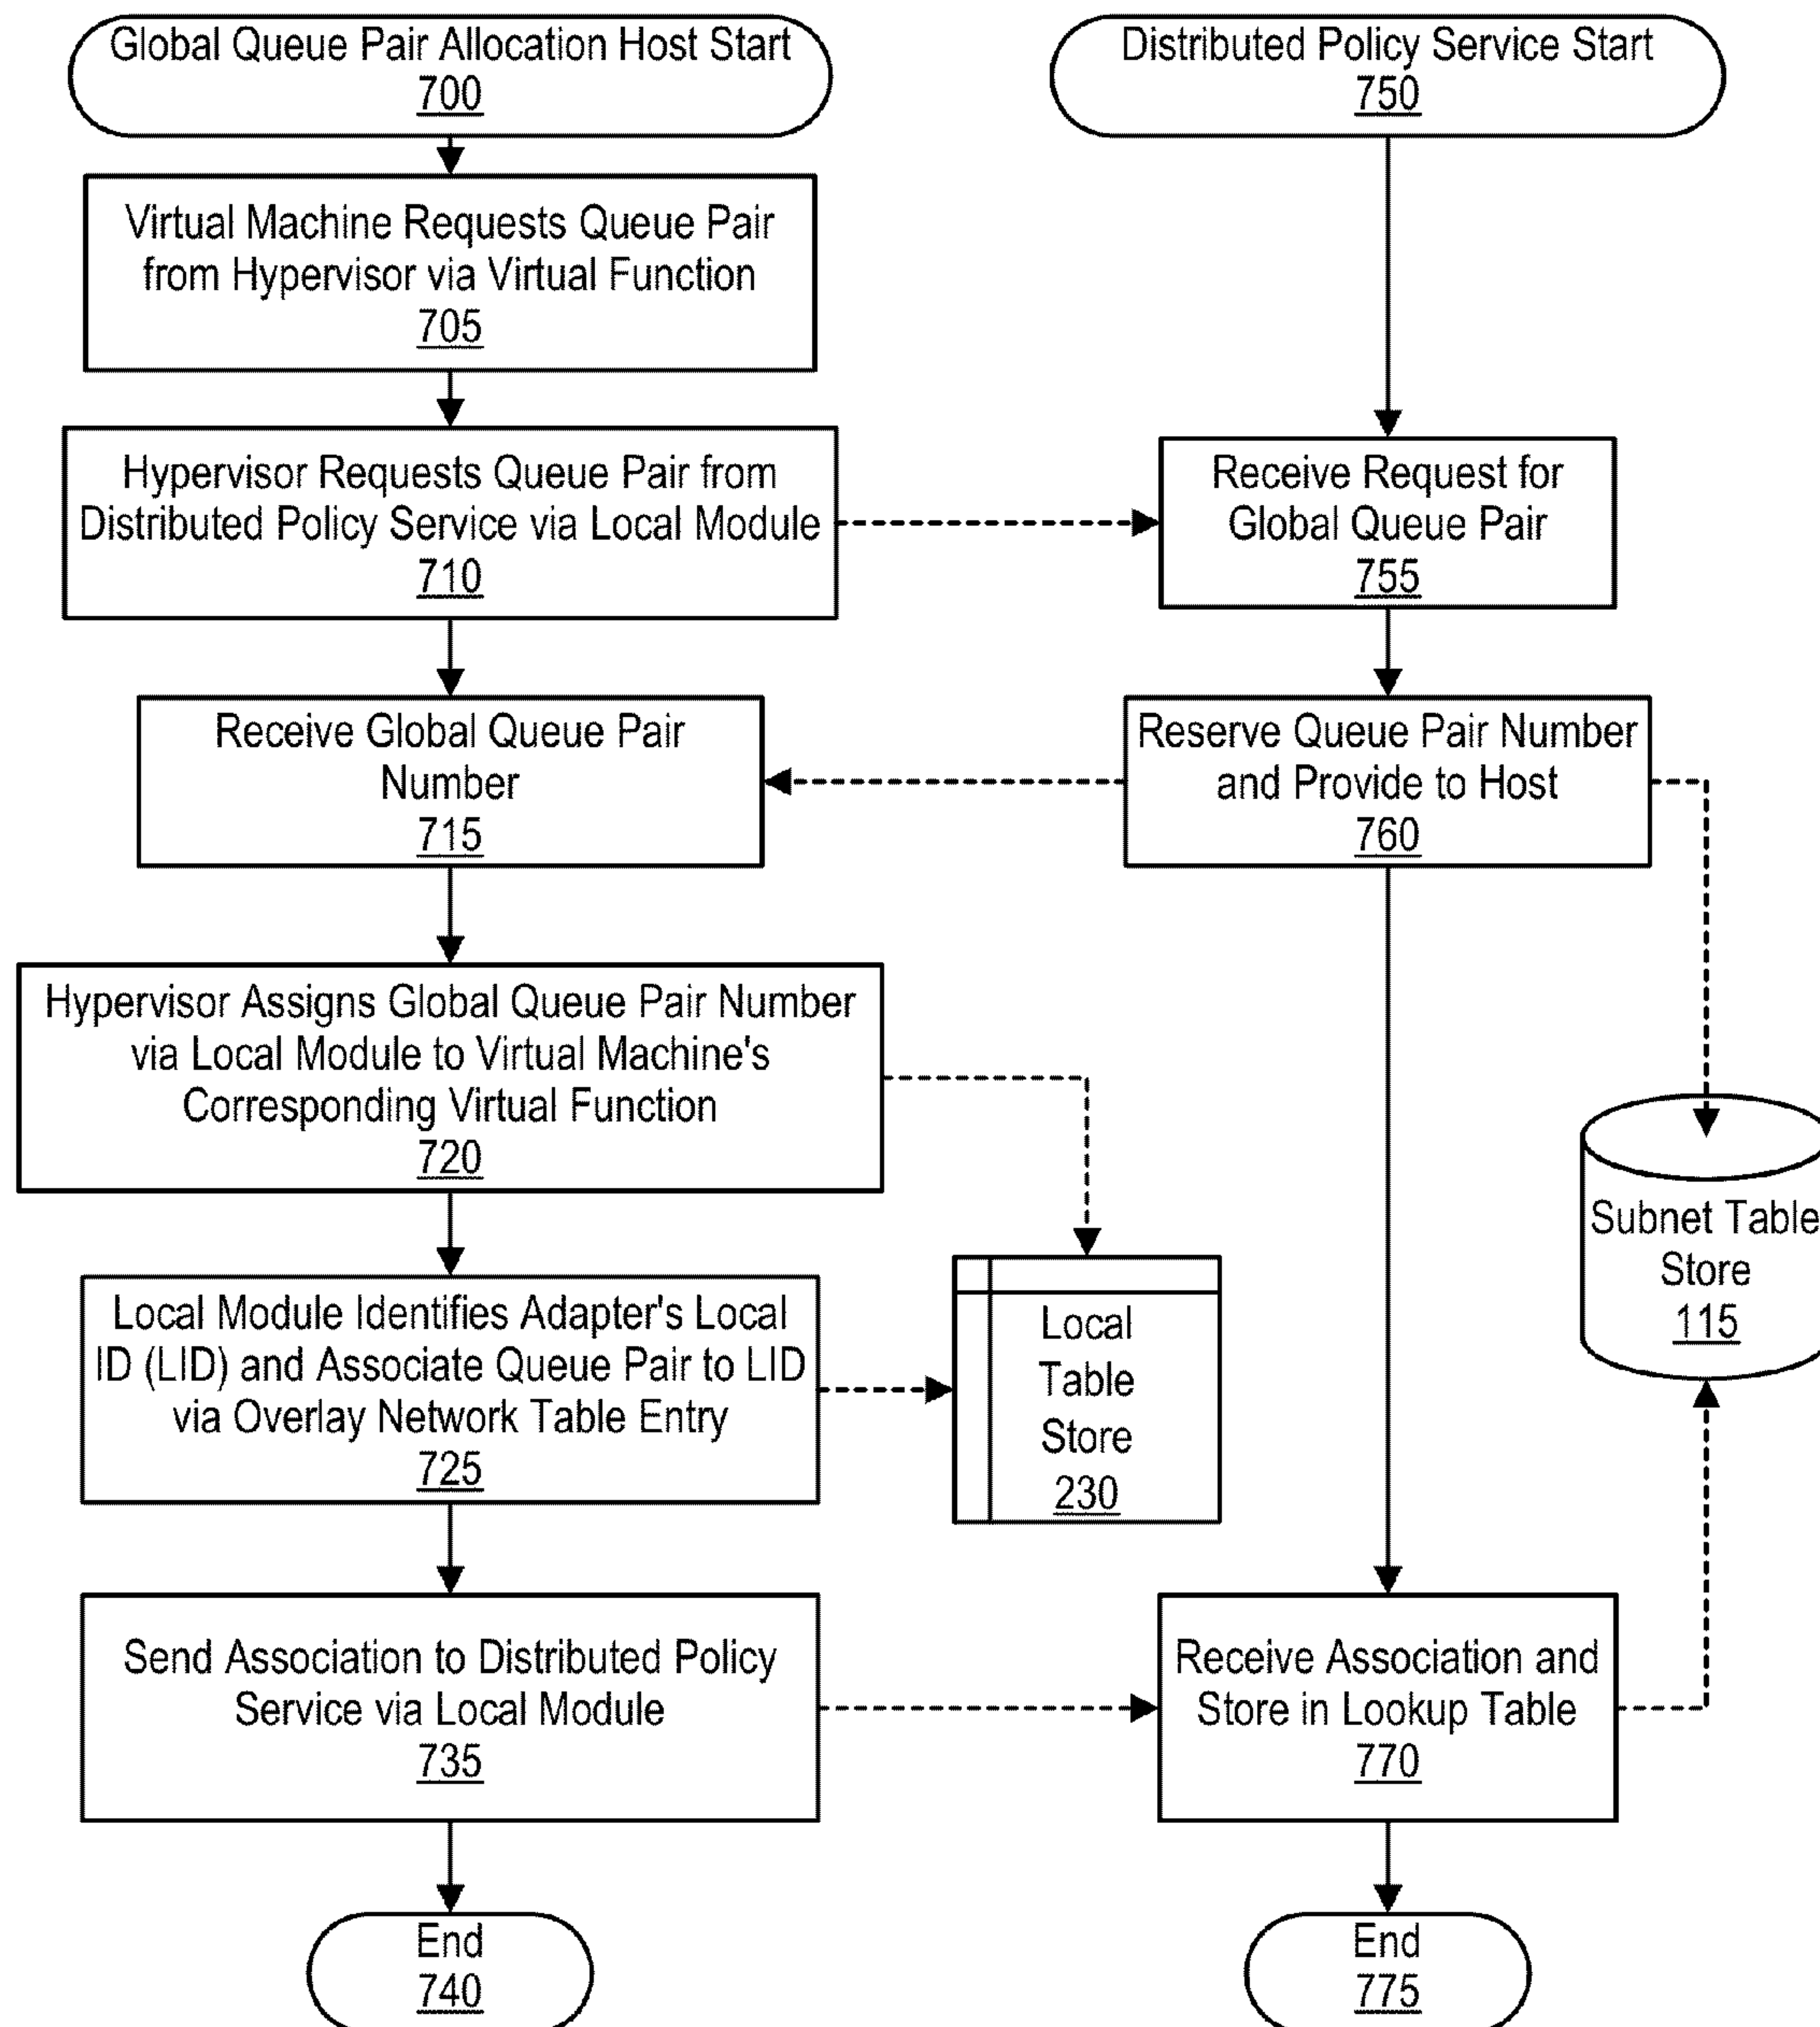 Global Queue Pair Allocation Host Start
700
Distributed Policy Service Start
750
Virtual Machine Requests Queue Pair
from Hypervisor via Virtual Function
705
Hypervisor Requests Queue Pair from
Distributed Policy Service via Local Module
710
Receive Request for
Global Queue Pair
755
Receive Global Queue Pair
Number
715
Reserve Queue Pair Number
and Provide to Host
760
Hypervisor Assigns Global Queue Pair Number
via Local Module to Virtual Machine's
Corresponding Virtual Function
720
Subnet Table
Store
115
Local Module Identifies Adapter's Local
ID (LID) and Associate Queue Pair to LID
via Overlay Network Table Entry
725
Local
Table
Store
230
Send Association to Distributed Policy
Service via Local Module
735
Receive Association and
Store in Lookup Table
770
End
740
End
775